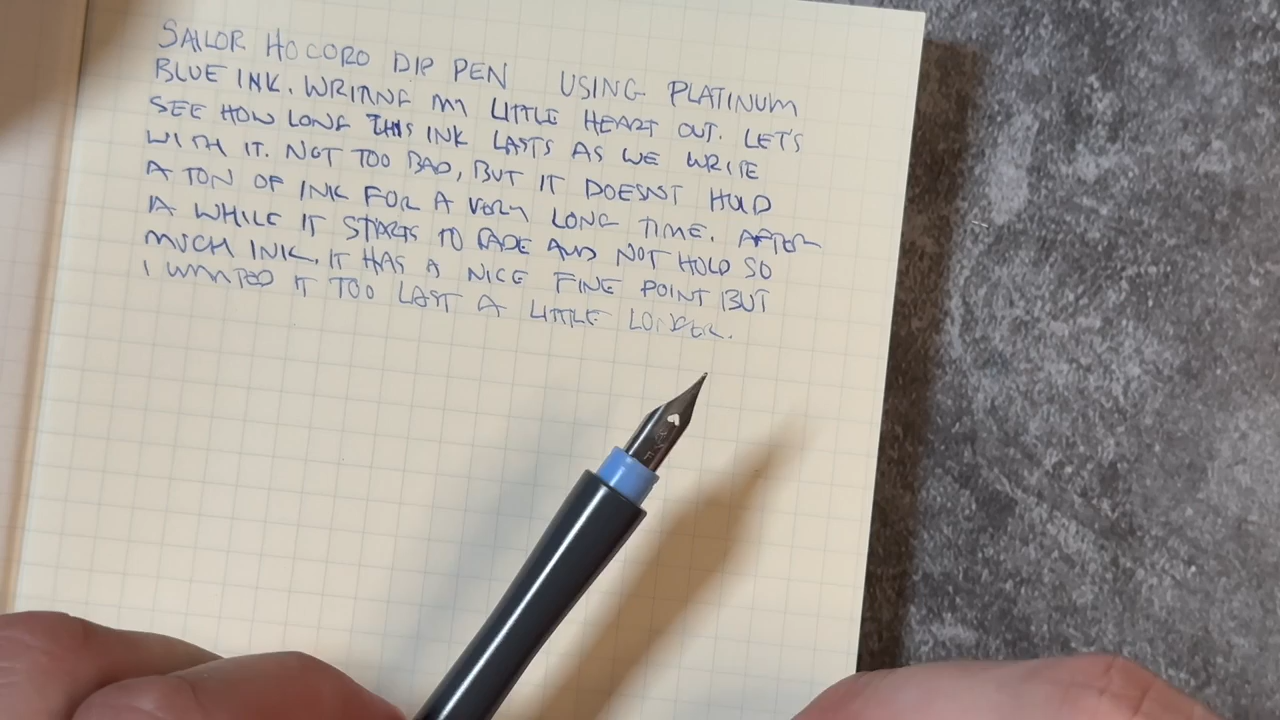 SAILOR HOCORO DIP PEN USING PLATINUM
BLUE INK. WRITING MY LITTLE HEART OUT. LET'S
SEE HOW LONG THIS INK LASTS AS WE WRITE
WITH IT. NOT TOO BAD, BUT IT DOESNT HOLD
A TON OF INK FOR A VERY LONG TIME. AFTER
A WHILE IT STARTS TO FADE AND NOT HOLD SO
MUCH INK. IT HAS A NICE FINE POINT BUT
I WANTED IT TOO LAST A LITTLE LONGER.
F